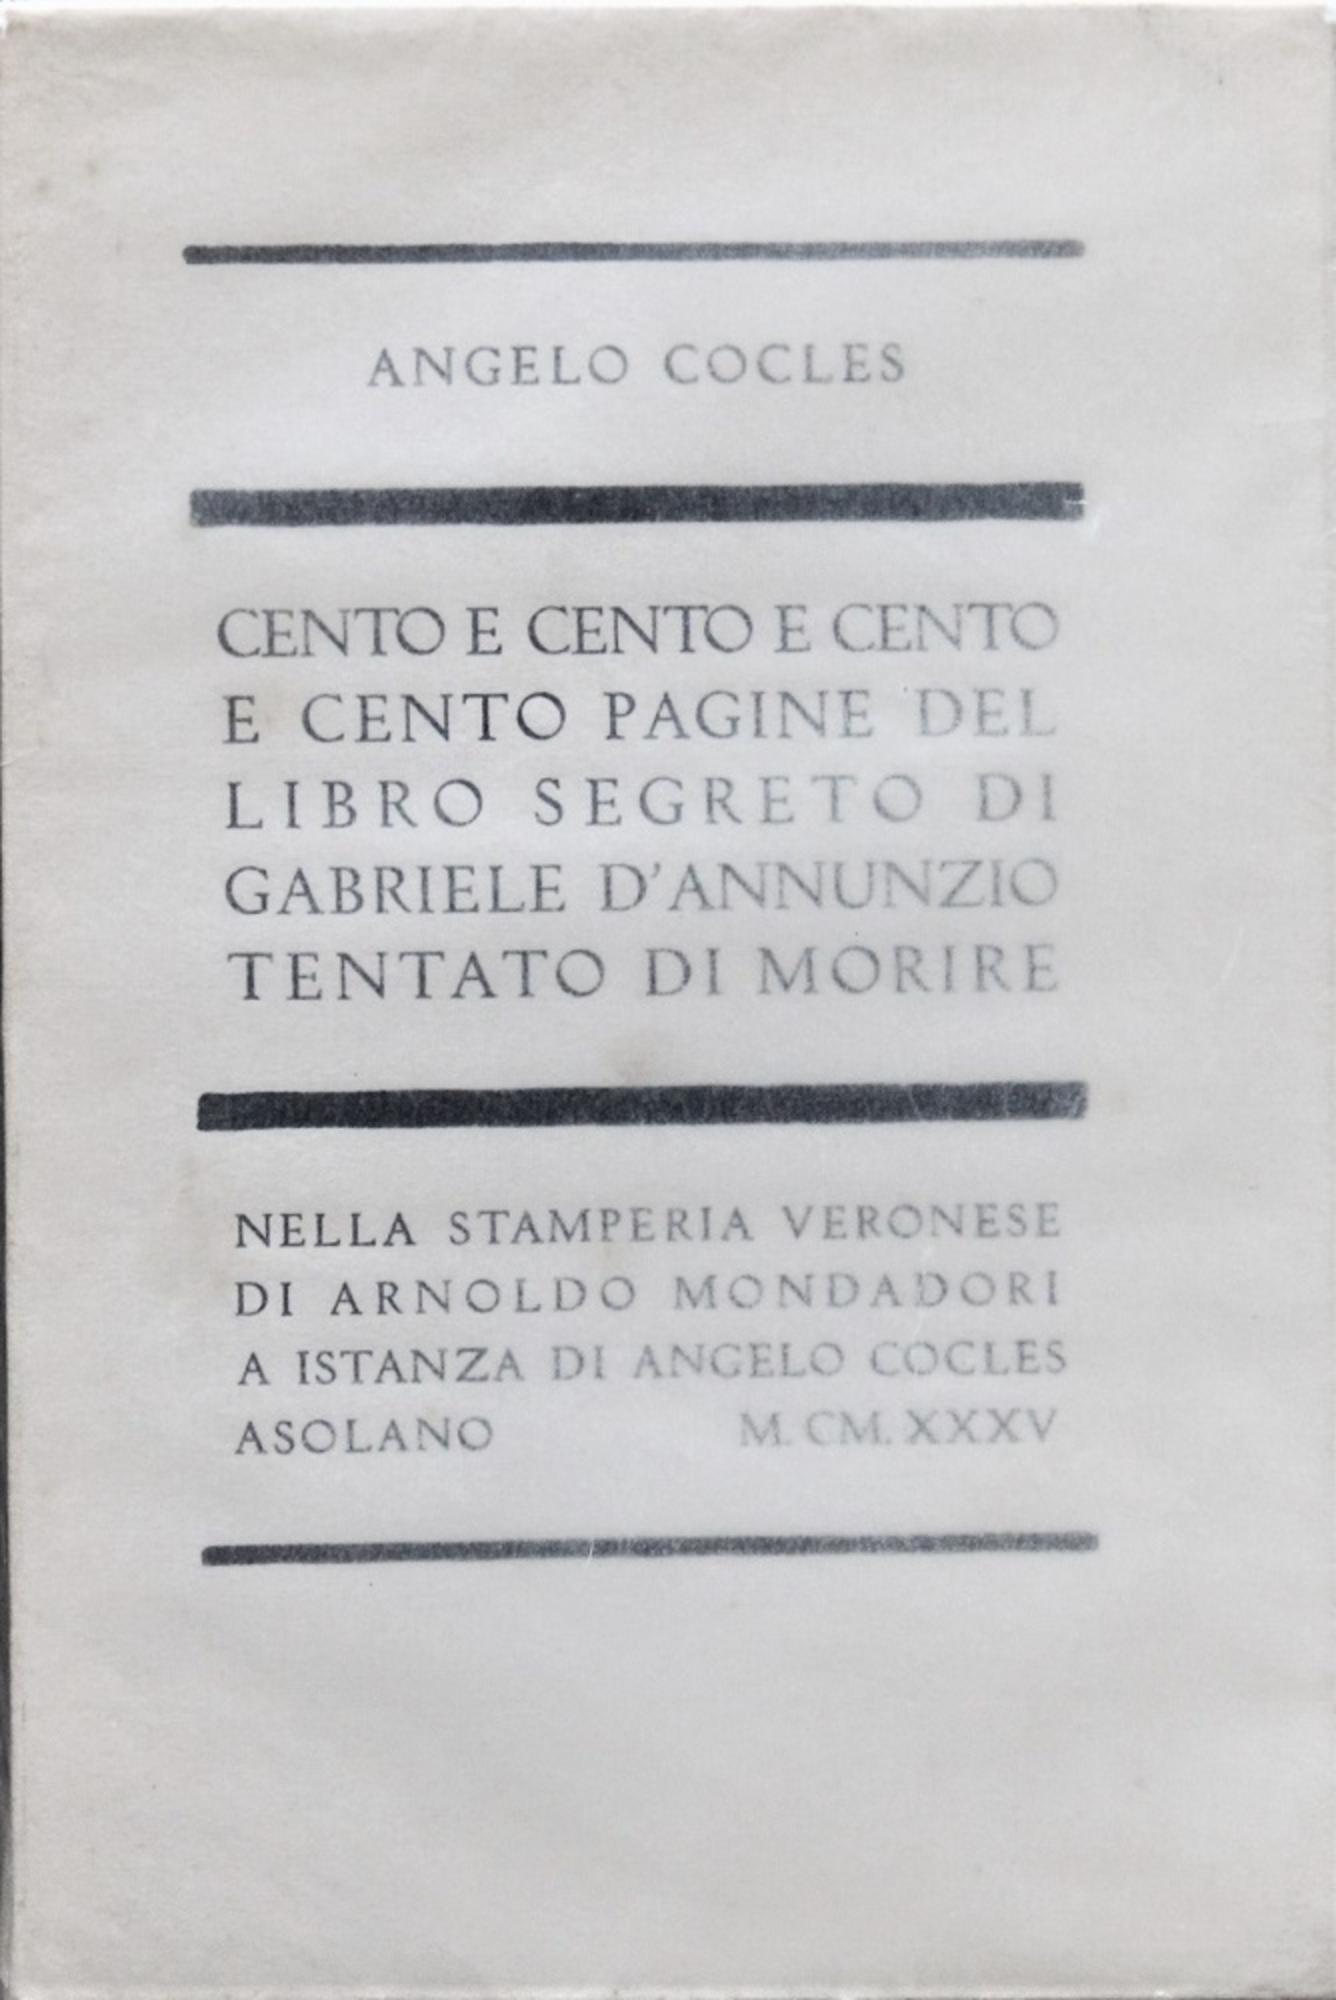 ANGELO COCLES
CENTO E CENTO E CENTO
E CENTO PAGINE DEL
LIBRO SEGRETO DI
GABRIELE D'ANNUNZIO
TENTATO DI MORIRE
NELLA STAMPERIA VERONESE
DI ARNOLDO MONDADORI
A ISTANZA DI ANGELO COCLES
ASOLANO M. CM. XXXV